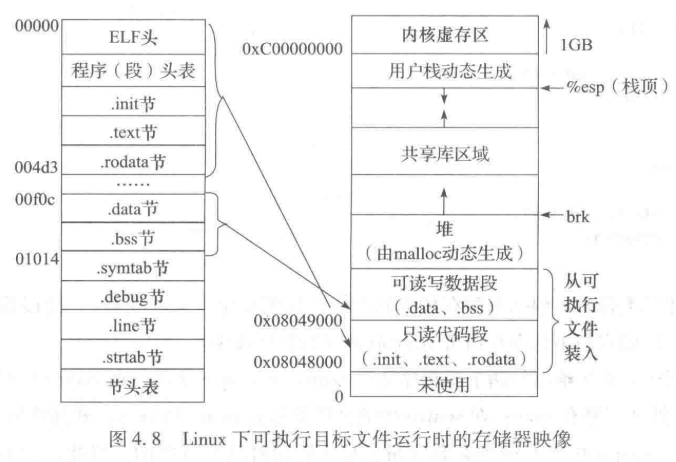 00000
ELF头
程序（段）头表
.init节
.text节
.rodata节
004d3
……
00f0c
.data节
.bss节
01014
.symtab节
.debug节
.line节
.strtab节
节头表
0xC00000000
内核虚存区
1GB
用户栈动态生成
%esp（栈顶）
共享库区域
brk
堆
（由malloc动态生成）
可读写数据段
（.data、.bss）
0x08049000
只读代码段
（.init、.text、.rodata）
0x08048000
未使用
0
从可
执行
文件
装入
图 4.8 Linux 下可执行目标文件运行时的存储器映像